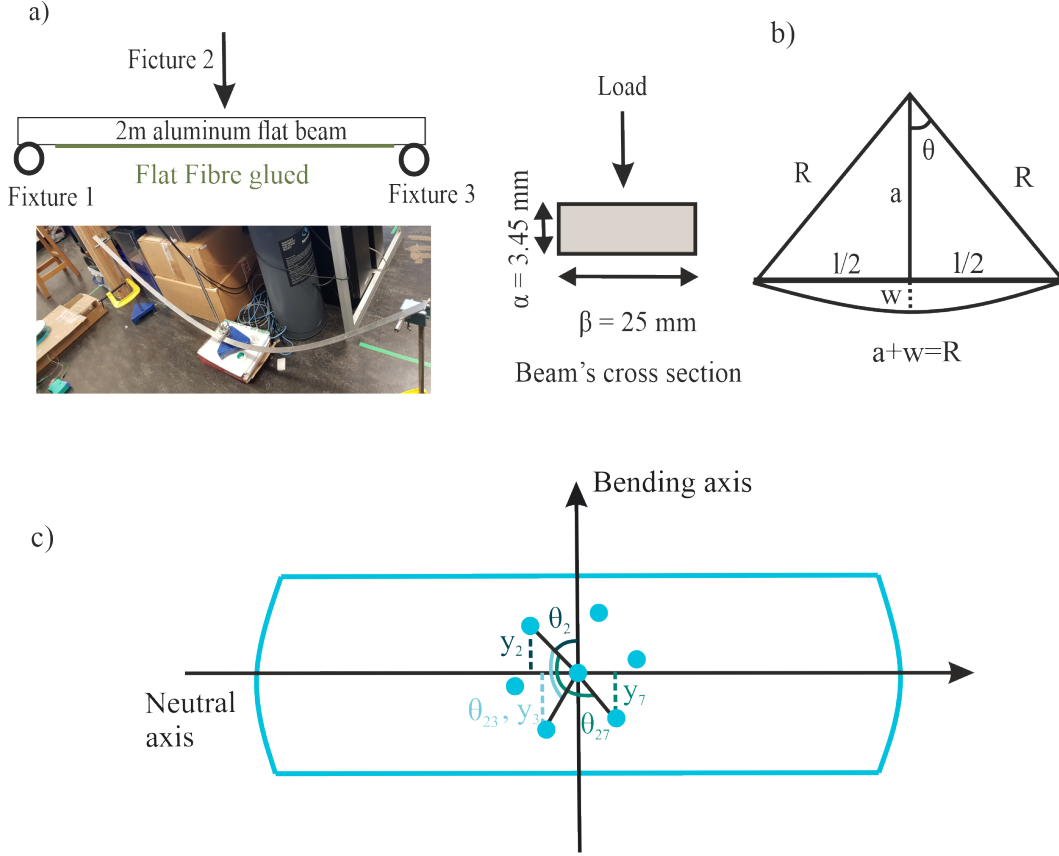 a)
Ficture 2
2m aluminum flat beam
Flat Fibre glued
Fixture 1
Fixture 3
Load
α = 3.45 mm
β = 25 mm
Beam's cross section
b)
θ
R
a
R
l/2
l/2
w
a+w=R
c)
Bending axis
θ2
y2
y7
Neutral
axis
θ23, y3
θ27